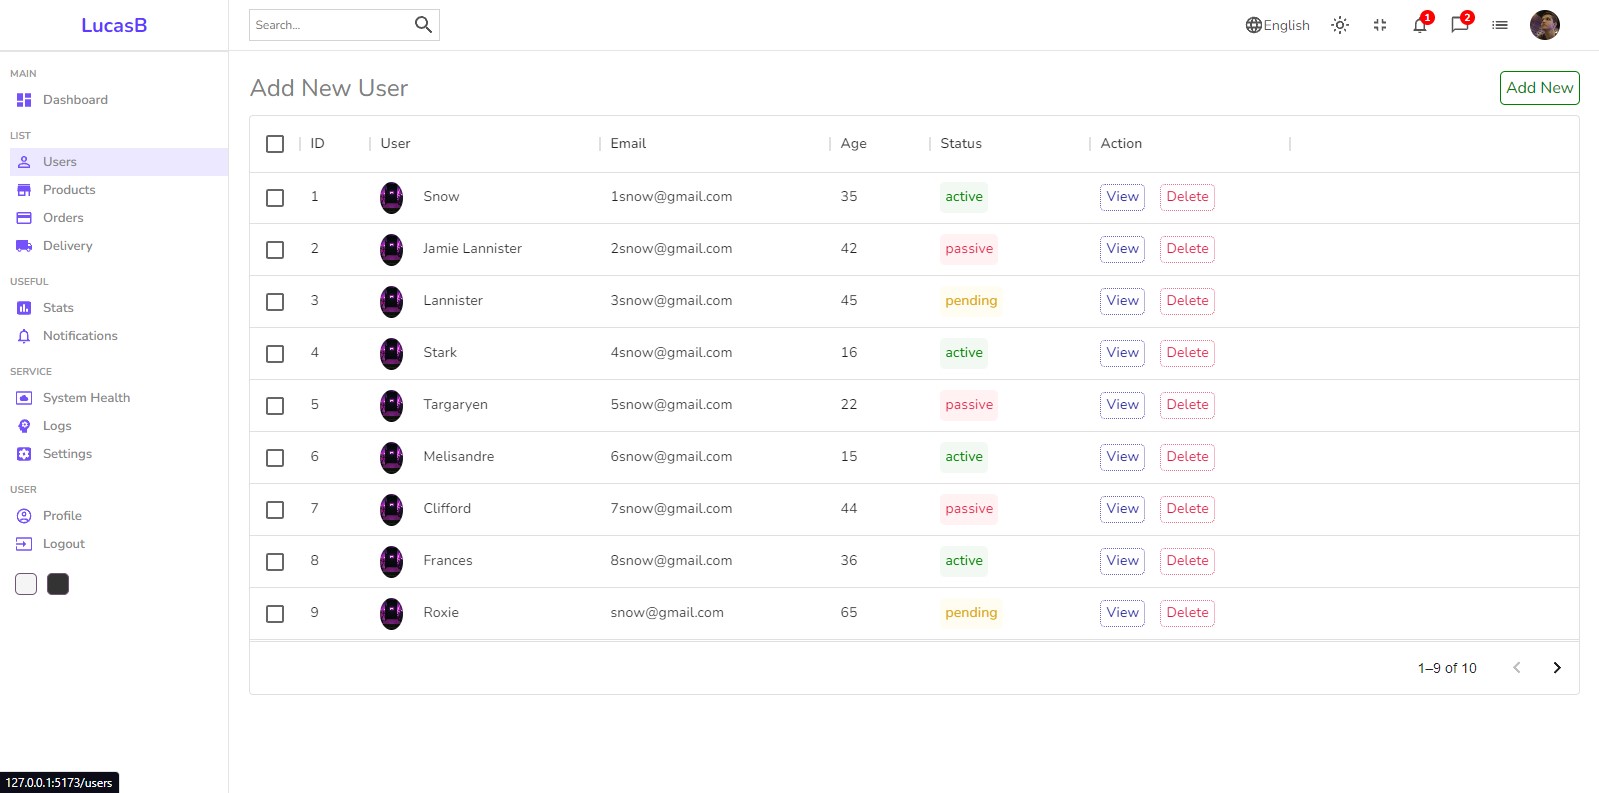 LucasB
Search...
English
1
2
MAIN
Dashboard
LIST
Users
Products
Orders
Delivery
USEFUL
Stats
Notifications
SERVICE
System Health
Logs
Settings
USER
Profile
Logout
Add New User
Add New
ID User Email Age Status Action
1 Snow 1snow@gmail.com 35 active View Delete
2 Jamie Lannister 2snow@gmail.com 42 passive View Delete
3 Lannister 3snow@gmail.com 45 pending View Delete
4 Stark 4snow@gmail.com 16 active View Delete
5 Targaryen 5snow@gmail.com 22 passive View Delete
6 Melisandre 6snow@gmail.com 15 active View Delete
7 Clifford 7snow@gmail.com 44 passive View Delete
8 Frances 8snow@gmail.com 36 active View Delete
9 Roxie snow@gmail.com 65 pending View Delete
1–9 of 10
127.0.0.1:5173/users